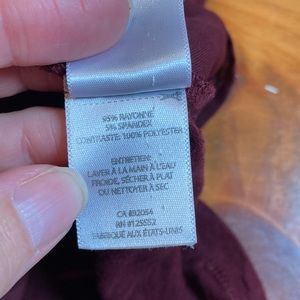 95% RAYONNE
5% SPANDEX
CONTRASTE: 100% POLYESTER
ENTRETIEN:
LAVER À LA MAIN À L'EAU
FROIDE, SÉCHER À PLAT
OU NETTOYER À SEC
CA #32054
RN #125552
FABRIQUÉ AUX ÉTATS-UNIS